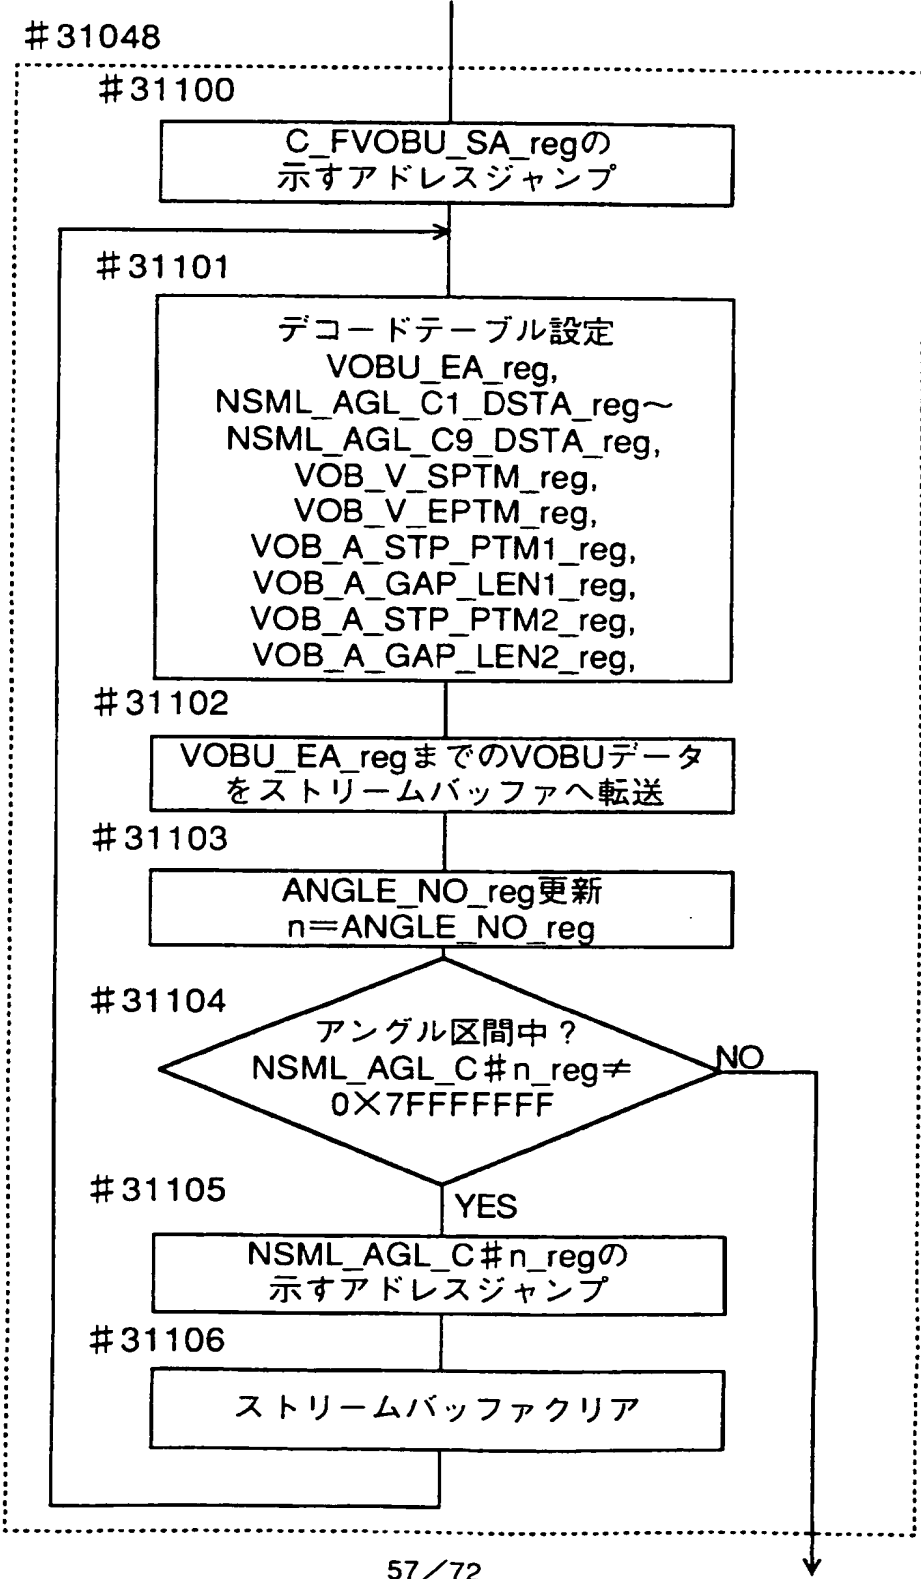 #31048
#31100
C_FVOBU_SA_regの
示すアドレスジャンプ
#31101
デコードテーブル設定
VOBU_EA_reg,
NSML_AGL_C1_DSTA_reg～
NSML_AGL_C9_DSTA_reg,
VOB_V_SPTM_reg,
VOB_V_EPTM_reg,
VOB_A_STP_PTM1_reg,
VOB_A_GAP_LEN1_reg,
VOB_A_STP_PTM2_reg,
VOB_A_GAP_LEN2_reg,
#31102
VOBU_EA_regまでのVOBUデータ
をストリームバッファへ転送
#31103
ANGLE_NO_reg更新
n＝ANGLE_NO_reg
#31104
アングル区間中？
NSML_AGL_C#n_reg≠
0×7FFFFFFF
NO
YES
#31105
NSML_AGL_C#n_regの
示すアドレスジャンプ
#31106
ストリームバッファクリア
57／72